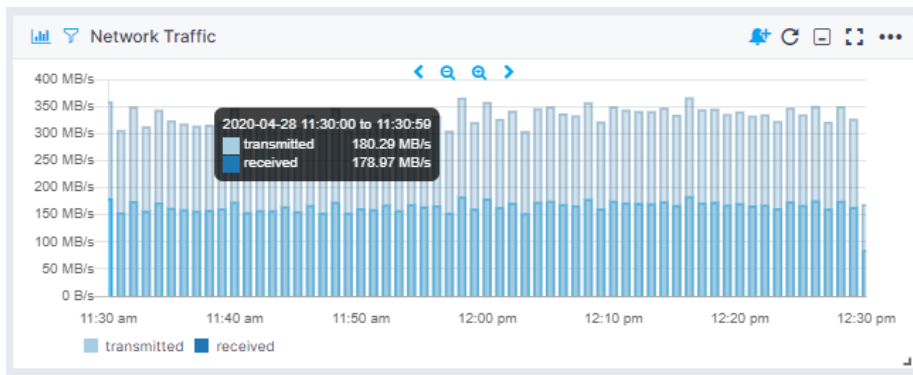 Network Traffic
400 MB/s
350 MB/s
300 MB/s
250 MB/s
200 MB/s
150 MB/s
100 MB/s
50 MB/s
0 B/s
2020-04-28 11:30:00 to 11:30:59
transmitted 180.29 MB/s
received 178.97 MB/s
11:30 am 11:40 am 11:50 am 12:00 pm 12:10 pm 12:20 pm 12:30 pm
transmitted received